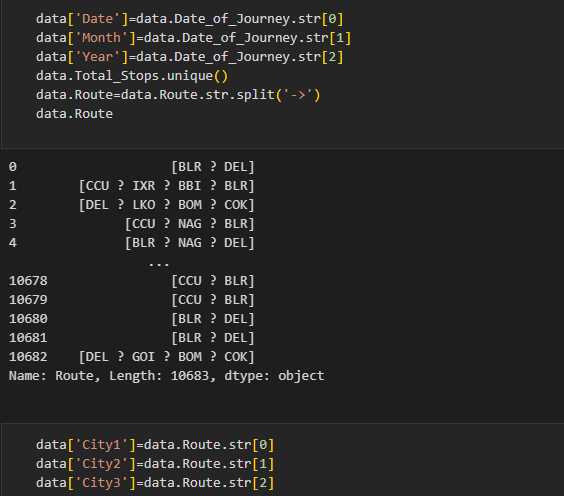 data['Date']=data.Date_of_Journey.str[0]
data['Month']=data.Date_of_Journey.str[1]
data['Year']=data.Date_of_Journey.str[2]
data.Total_Stops.unique()
data.Route=data.Route.str.split('->')
data.Route
0                   [BLR ? DEL]
1        [CCU ? IXR ? BBI ? BLR]
2        [DEL ? LKO ? BOM ? COK]
3              [CCU ? NAG ? BLR]
4              [BLR ? NAG ? DEL]
...
10678               [CCU ? BLR]
10679               [CCU ? BLR]
10680               [BLR ? DEL]
10681               [BLR ? DEL]
10682    [DEL ? GOI ? BOM ? COK]
Name: Route, Length: 10683, dtype: object
data['City1']=data.Route.str[0]
data['City2']=data.Route.str[1]
data['City3']=data.Route.str[2]